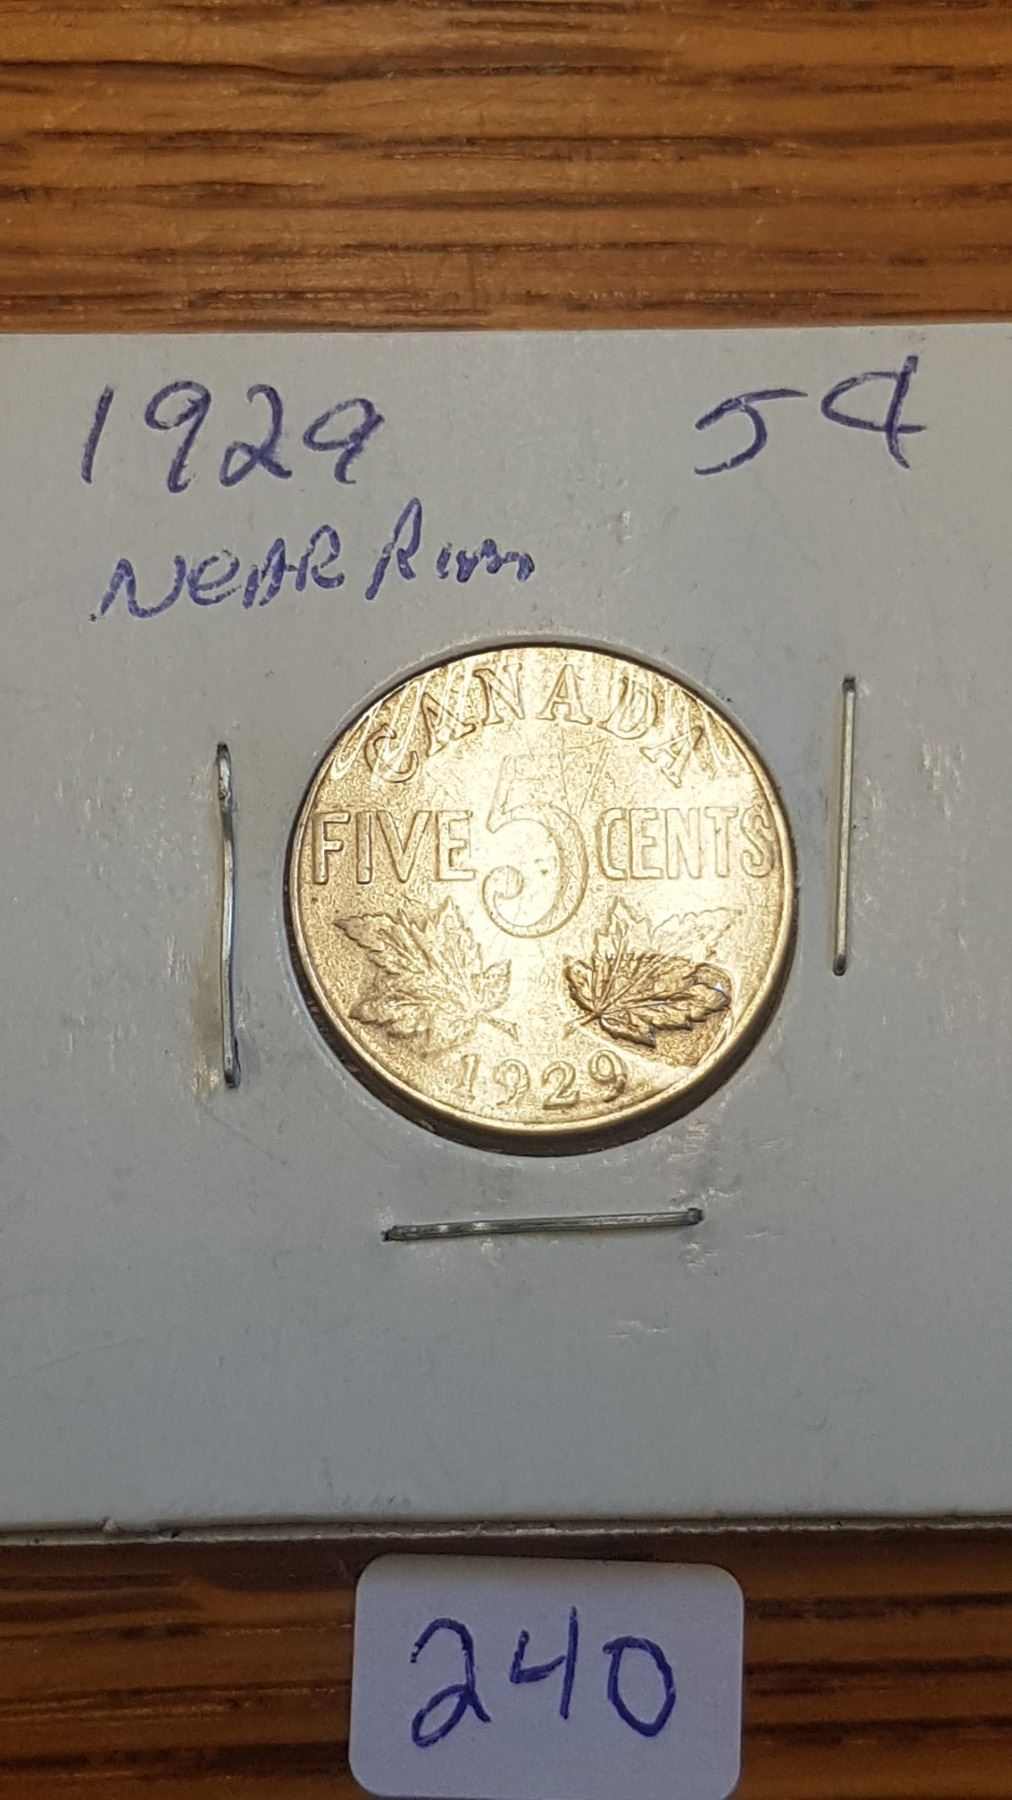 1929 5¢
NEAR Rim
CANADA
FIVE 5 CENTS
1929
240